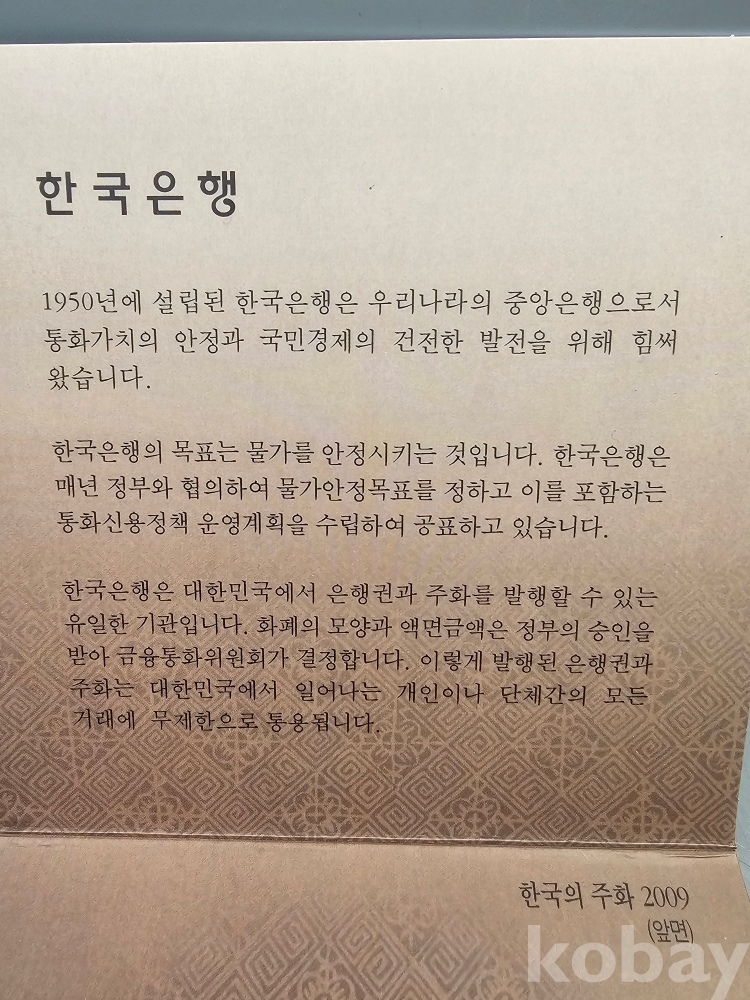 한국은행
1950년에 설립된 한국은행은 우리나라의 중앙은행으로서
통화가치의 안정과 국민경제의 건전한 발전을 위해 힘써
왔습니다.
한국은행의 목표는 물가를 안정시키는 것입니다. 한국은행은
매년 정부와 협의하여 물가안정목표를 정하고 이를 포함하는
통화신용정책 운영계획을 수립하여 공표하고 있습니다.
한국은행은 대한민국에서 은행권과 주화를 발행할 수 있는
유일한 기관입니다. 화폐의 모양과 액면금액은 정부의 승인을
받아 금융통화위원회가 결정합니다. 이렇게 발행된 은행권과
주화는 대한민국에서 일어나는 개인이나 단체간의 모든
거래에 무제한으로 통용됩니다.
한국의 주화 2009
(앞면)
kobay